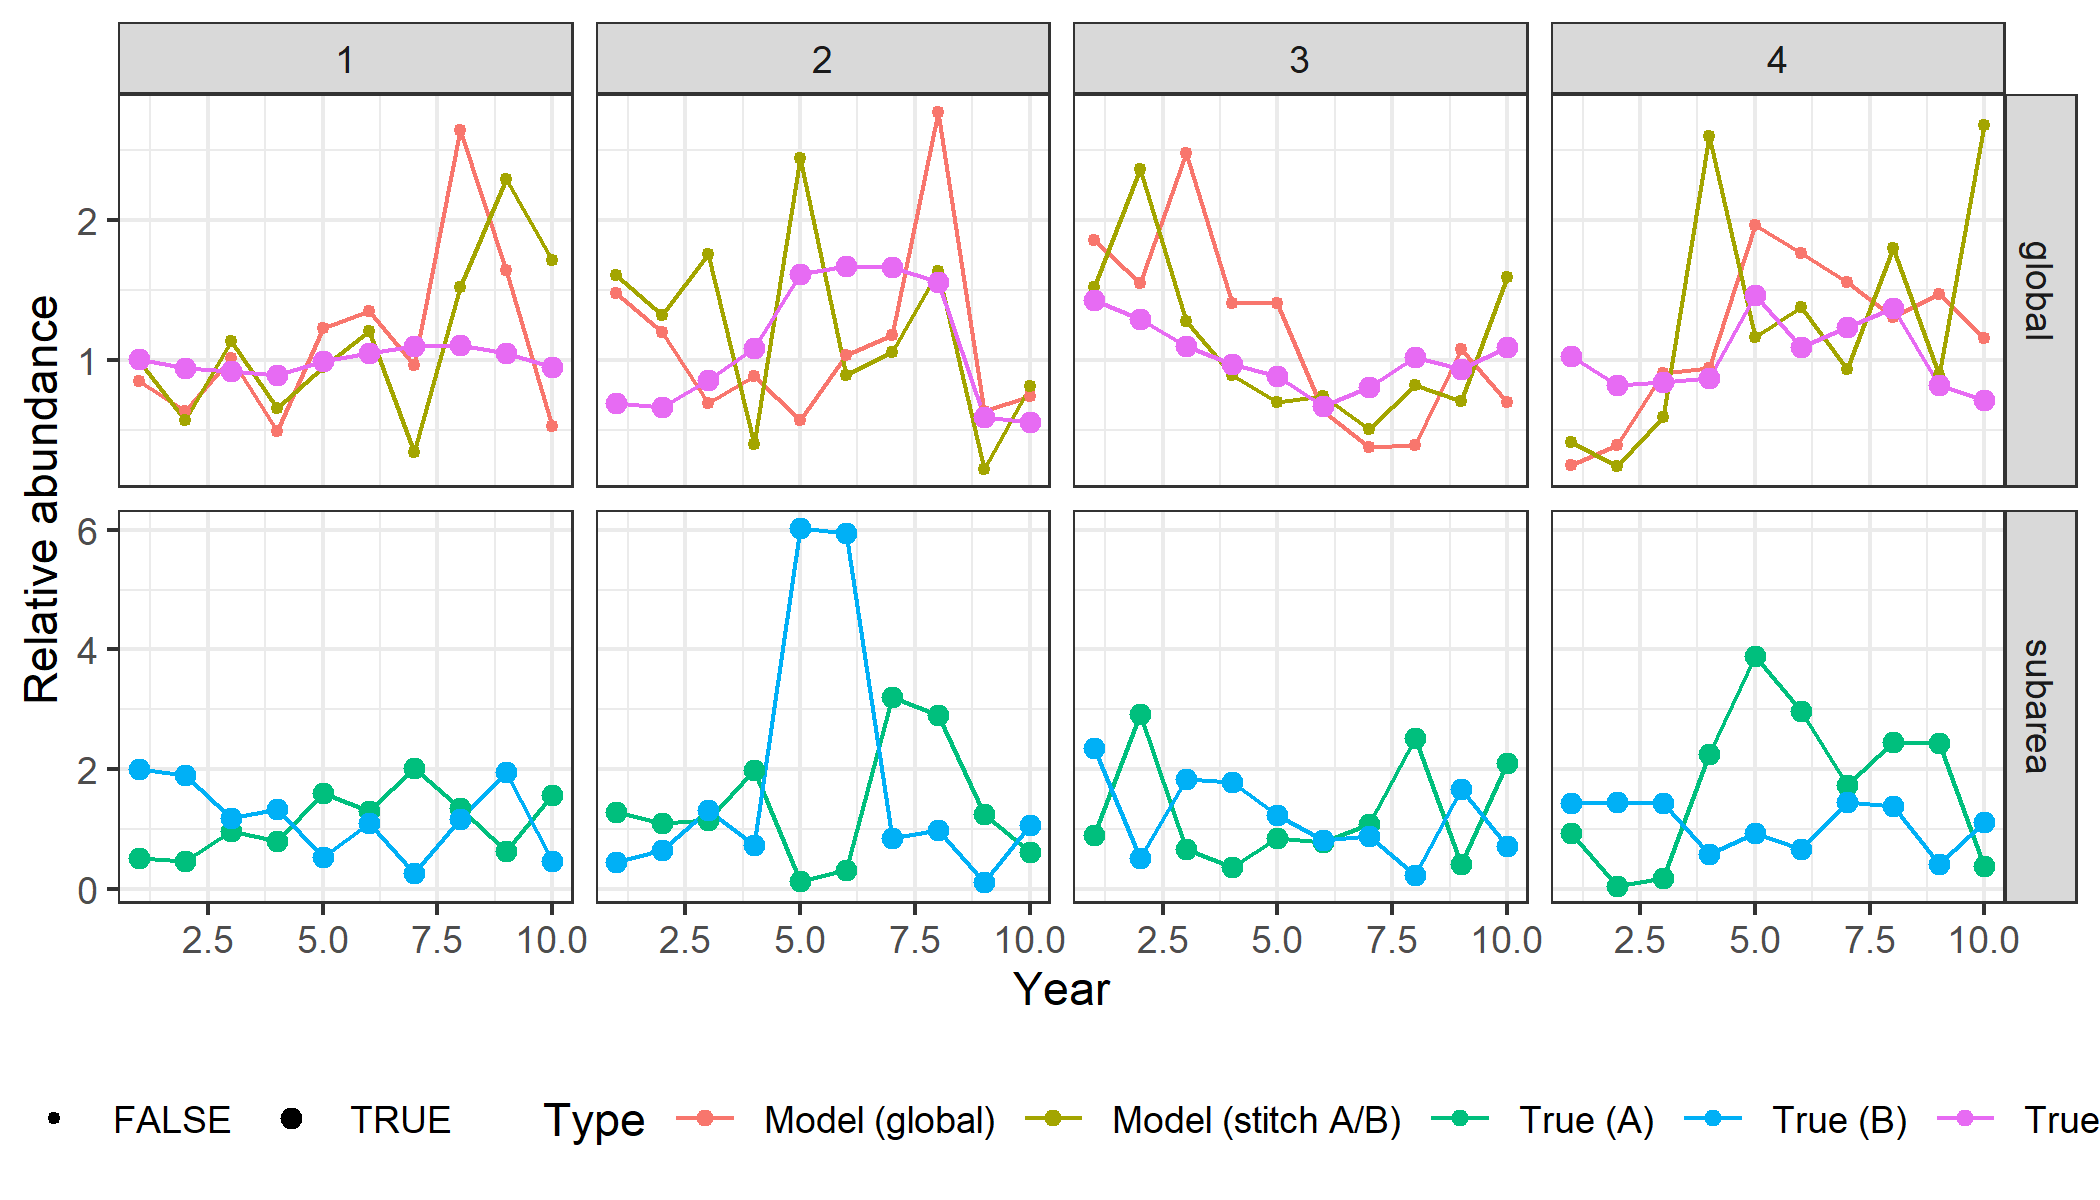 1 2 3 4
Relative abundance
2
1
global
6
4
2
0
subarea
2.5 5.0 7.5 10.0 2.5 5.0 7.5 10.0 2.5 5.0 7.5 10.0 2.5 5.0 7.5 10.0
Year
FALSE TRUE Type Model (global) Model (stitch A/B) True (A) True (B) True